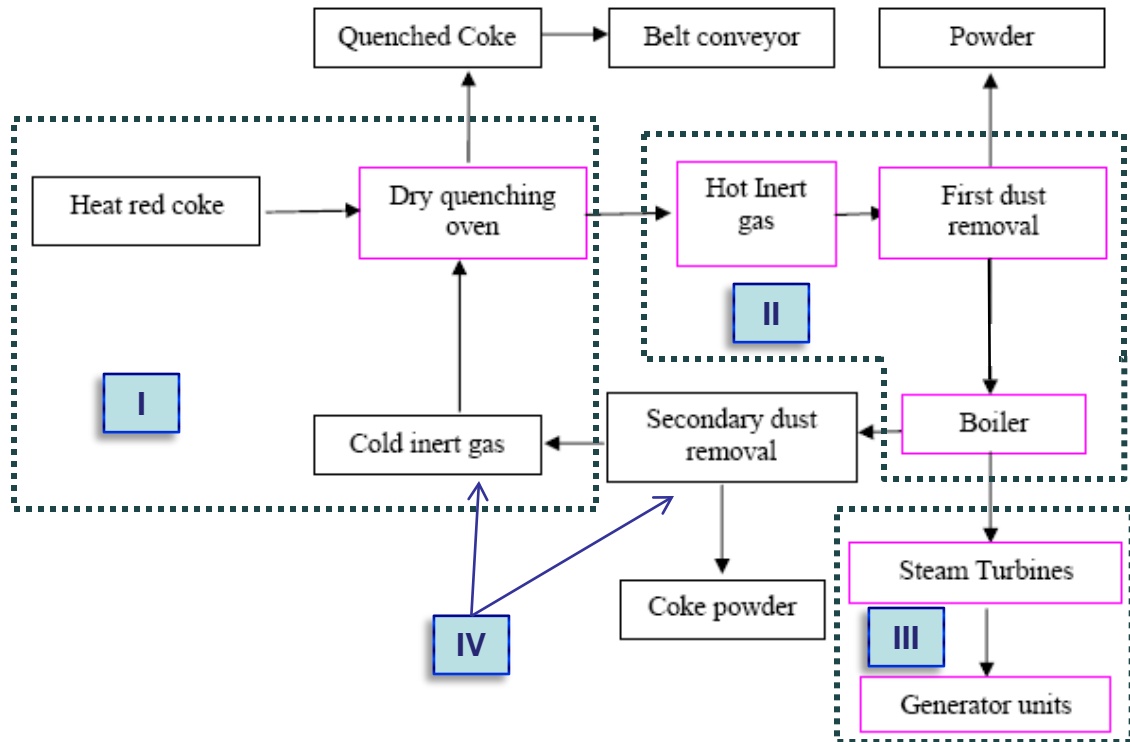 Quenched Coke
Belt conveyor
Powder
Heat red coke
Dry quenching
oven
Hot Inert
gas
First dust
removal
II
I
Cold inert gas
Secondary dust
removal
Boiler
Steam Turbines
Coke powder
IV
III
Generator units